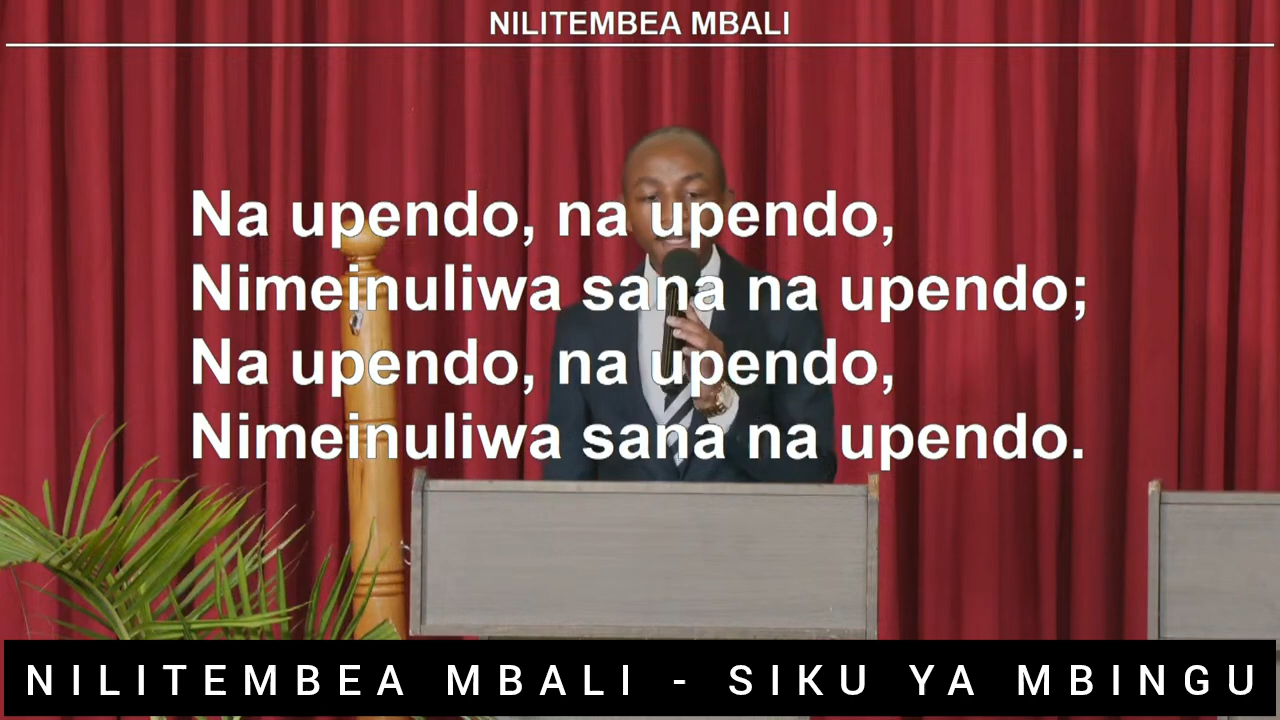 NILITEMBEA MBALI
Na upendo, na upendo,
Nimeinuliwa sana na upendo;
Na upendo, na upendo,
Nimeinuliwa sana na upendo.
NILITEMBEA MBALI - SIKU YA MBINGU